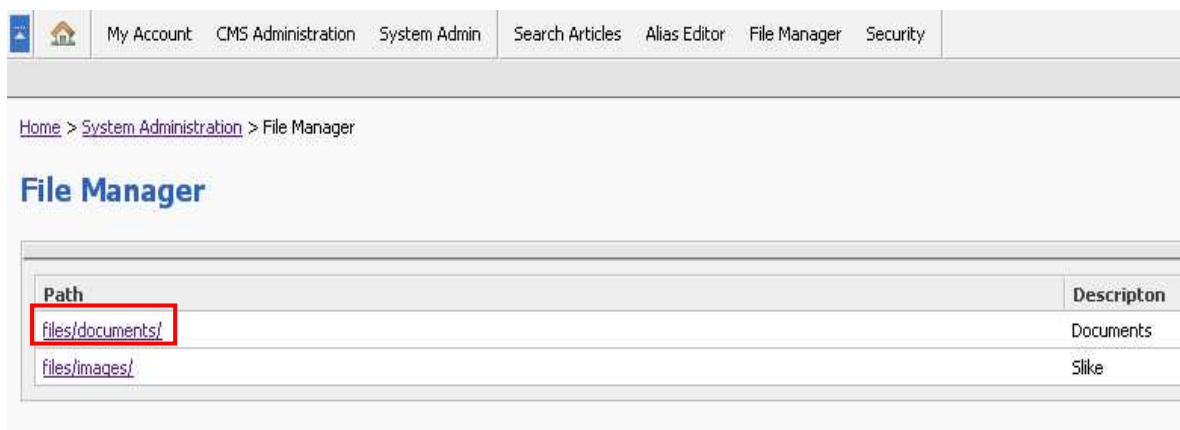 My Account CMS Administration System Admin Search Articles Alias Editor File Manager Security
Home > System Administration > File Manager
File Manager
Path Descripton
files/documents/ Documents
files/images/ Slike